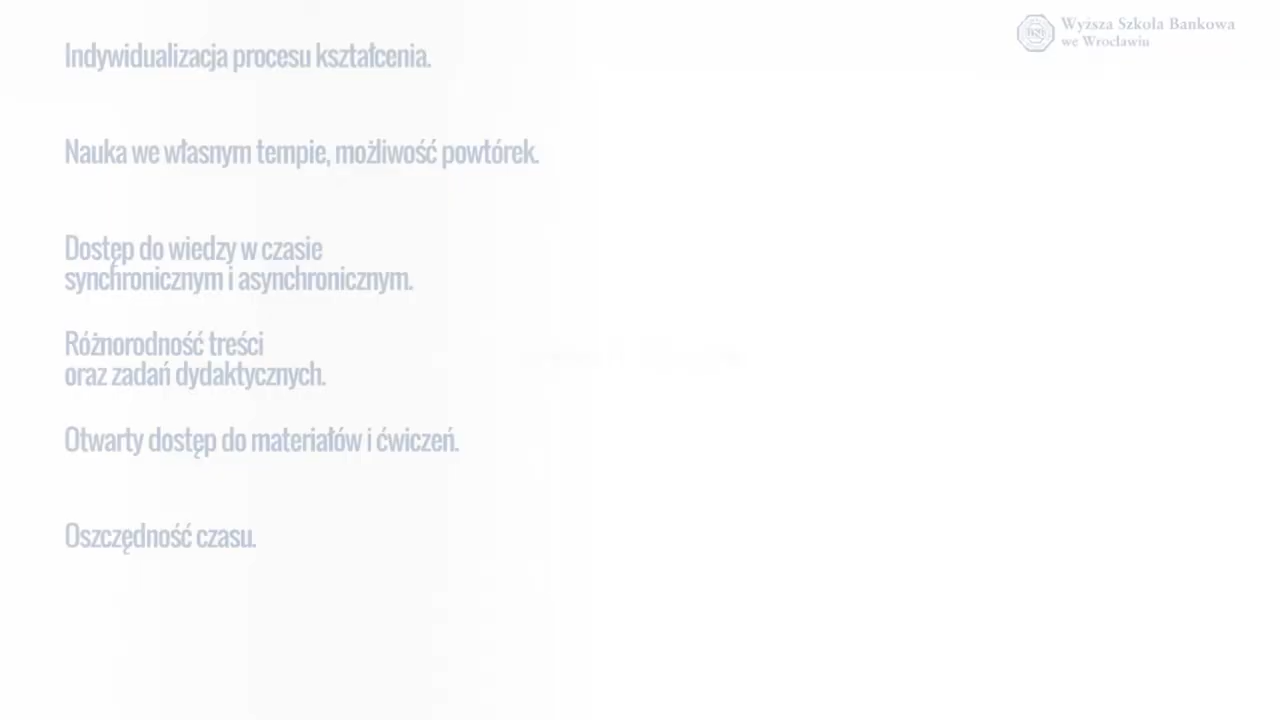 Wyższa Szkoła Bankowa
we Wrocławiu
Indywidualizacja procesu kształcenia.
Nauka we własnym tempie, możliwość powtórek.
Dostęp do wiedzy w czasie
synchronicznym i asynchronicznym.
Różnorodność treści
oraz zadań dydaktycznych.
Otwarty dostęp do materiałów i ćwiczeń.
Oszczędność czasu.